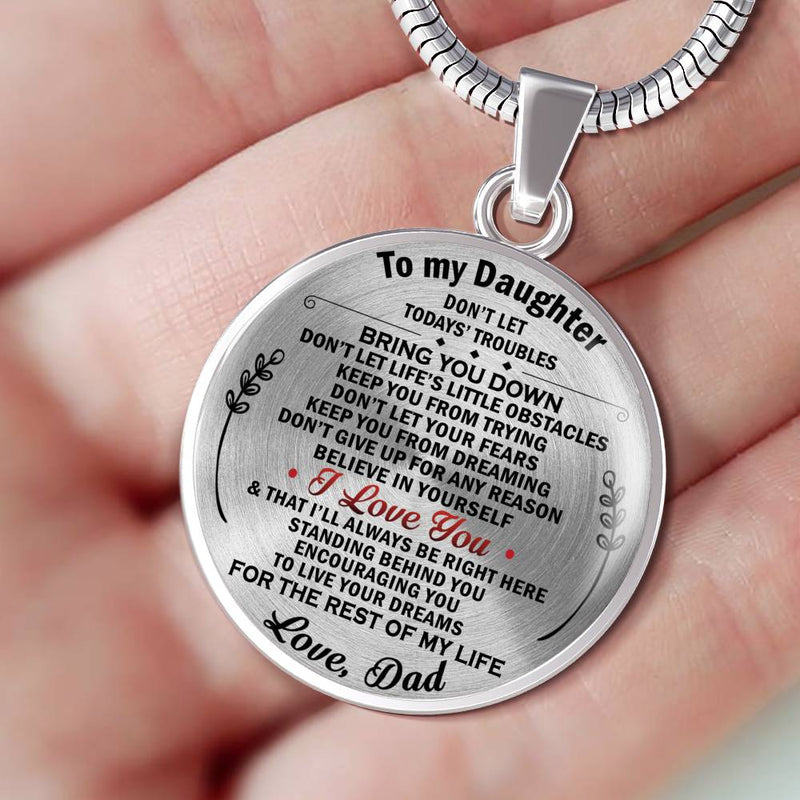 To my Daughter
DON'T LET
TODAYS' TROUBLES
BRING YOU DOWN
DON'T LET LIFE'S LITTLE OBSTACLES
KEEP YOU FROM TRYING
DON'T LET YOUR FEARS
KEEP YOU FROM DREAMING
DON'T GIVE UP FOR ANY REASON
BELIEVE IN YOURSELF
• I Love You •
& THAT I'LL ALWAYS BE RIGHT HERE
STANDING BEHIND YOU
ENCOURAGING YOU
TO LIVE YOUR DREAMS
FOR THE REST OF MY LIFE
Love, Dad